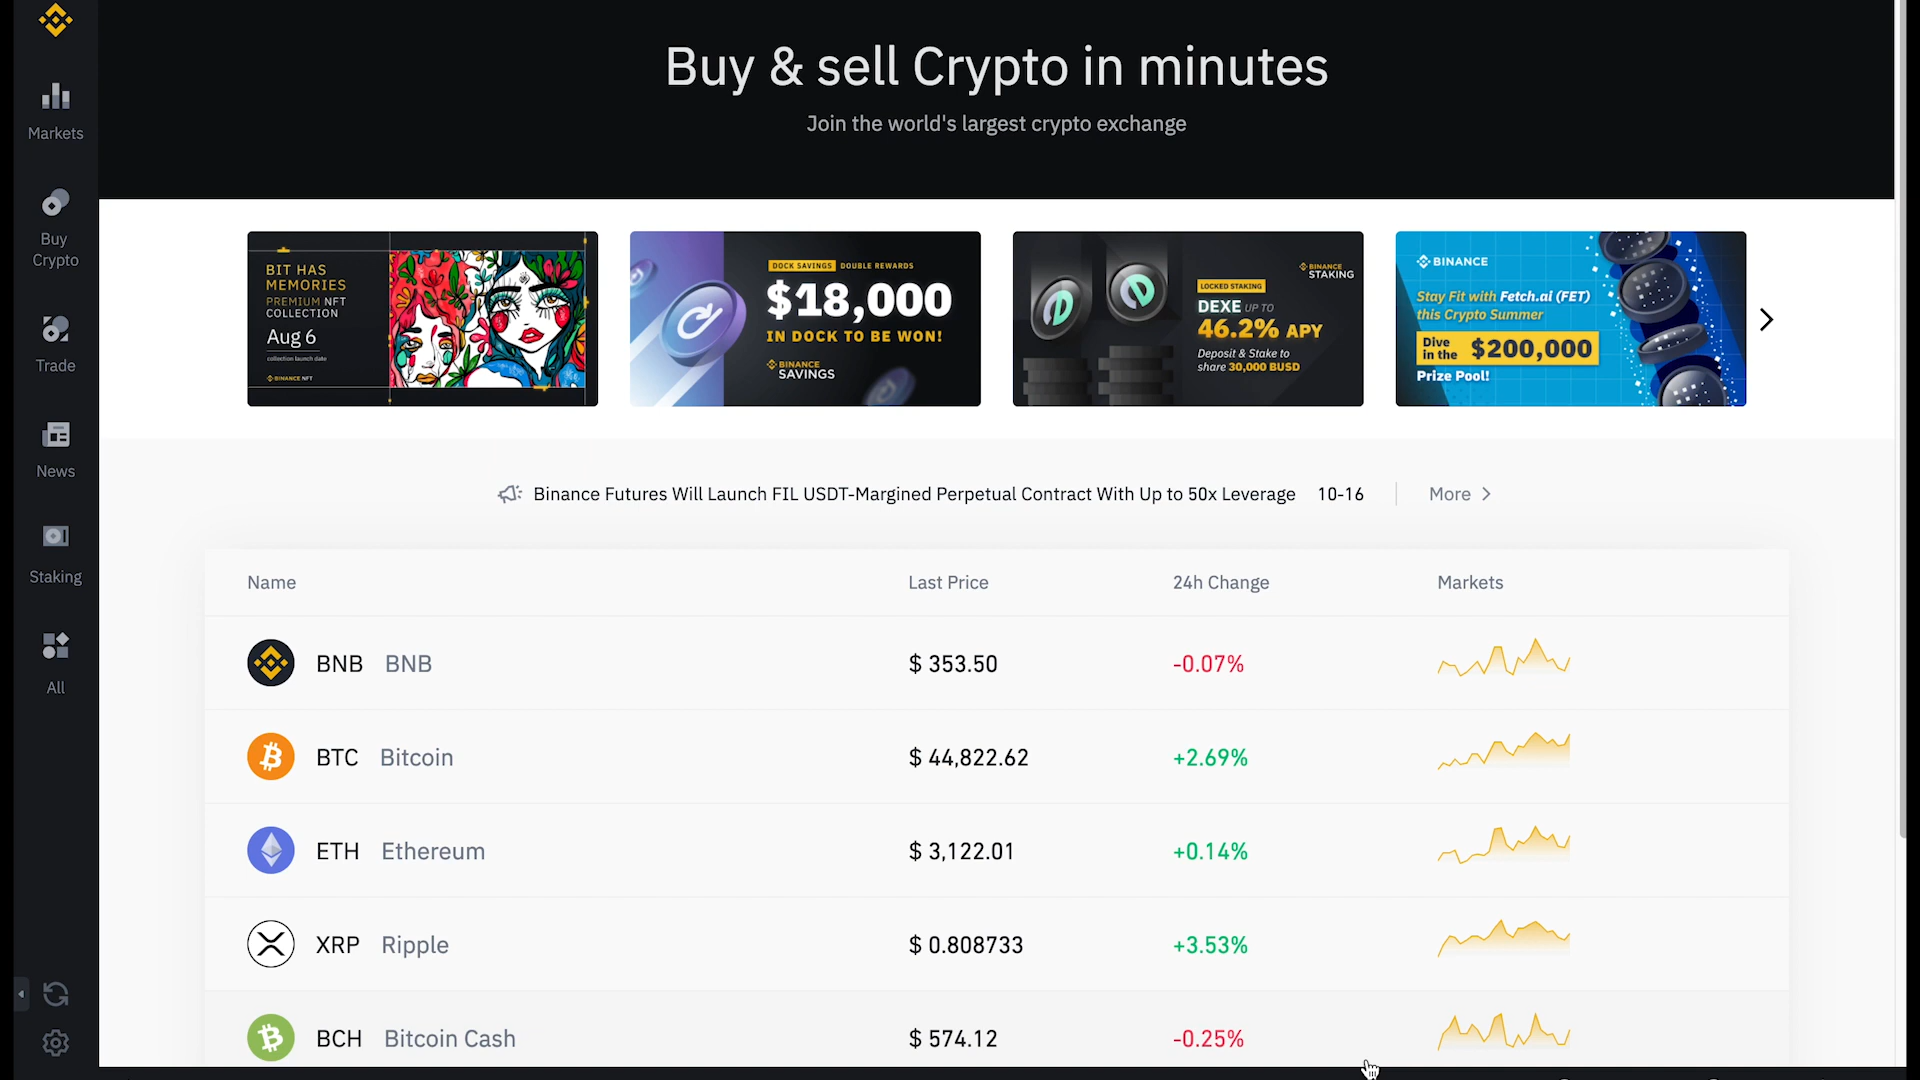 Buy & sell Crypto in minutes
Join the world's largest crypto exchange
Markets
Buy
Crypto
Trade
News
Staking
All
BIT HAS
MEMORIES
PREMIUM NFT
COLLECTION
Aug 6
collection launch date
BINANCE NFT
DOCK SAVINGS DOUBLE REWARDS
$18,000
IN DOCK TO BE WON!
BINANCE
SAVINGS
BINANCE
STAKING
LOCKED STAKING
DEXE UP TO
46.2% APY
Deposit & Stake to
share 30,000 BUSD
BINANCE
Stay Fit with Fetch.ai (FET)
this Crypto Summer
Dive
in the $200,000
Prize Pool!
Binance Futures Will Launch FIL USDT-Margined Perpetual Contract With Up to 50x Leverage 10-16 More
Name Last Price 24h Change Markets
BNB BNB $ 353.50 -0.07%
BTC Bitcoin $ 44,822.62 +2.69%
ETH Ethereum $ 3,122.01 +0.14%
XRP Ripple $ 0.808733 +3.53%
BCH Bitcoin Cash $ 574.12 -0.25%